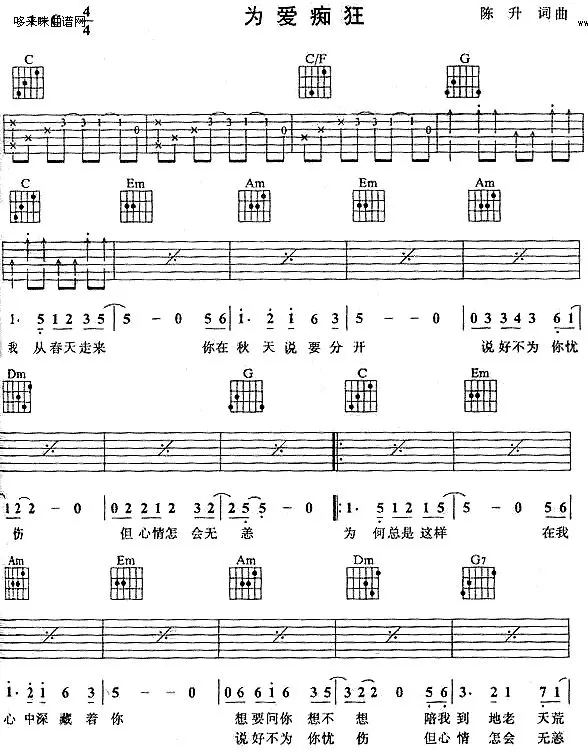 哆来咪曲谱网 4/4 为爱痴狂 陈升 词曲 ww
C C/F G
3 3 1 1 0 3 3 1 1 0 3 3 1 1 0
C Em Am Em Am
1· 5 1 2 3 5 | 5 - 0 5 6 | 1· 2 1 6 3 | 5 - - 0 | 0 3 3 4 3 6 1
我 从春天走来 你在秋 天说要分开 说好不为你忧
Dm G C Em
1 2 2 - 0 | 0 2 2 1 2 3 2 | 2 5 5 - 0 | 1· 5 1 2 1 5 | 5 - 0 5 6
伤 但心情怎会无 恙 为 何总是这样 在我
Am Em Am Dm G7
1· 2 1 6 3 | 5 - - 0 | 0 6 6 1 6 3 5 | 3 2 2 0 5 6 | 1· 2 3 7 1
心 中深藏着 你 想要问你想不 想 陪我到 地老 天荒
说好不为你忧 伤 但心情 怎会 无恙